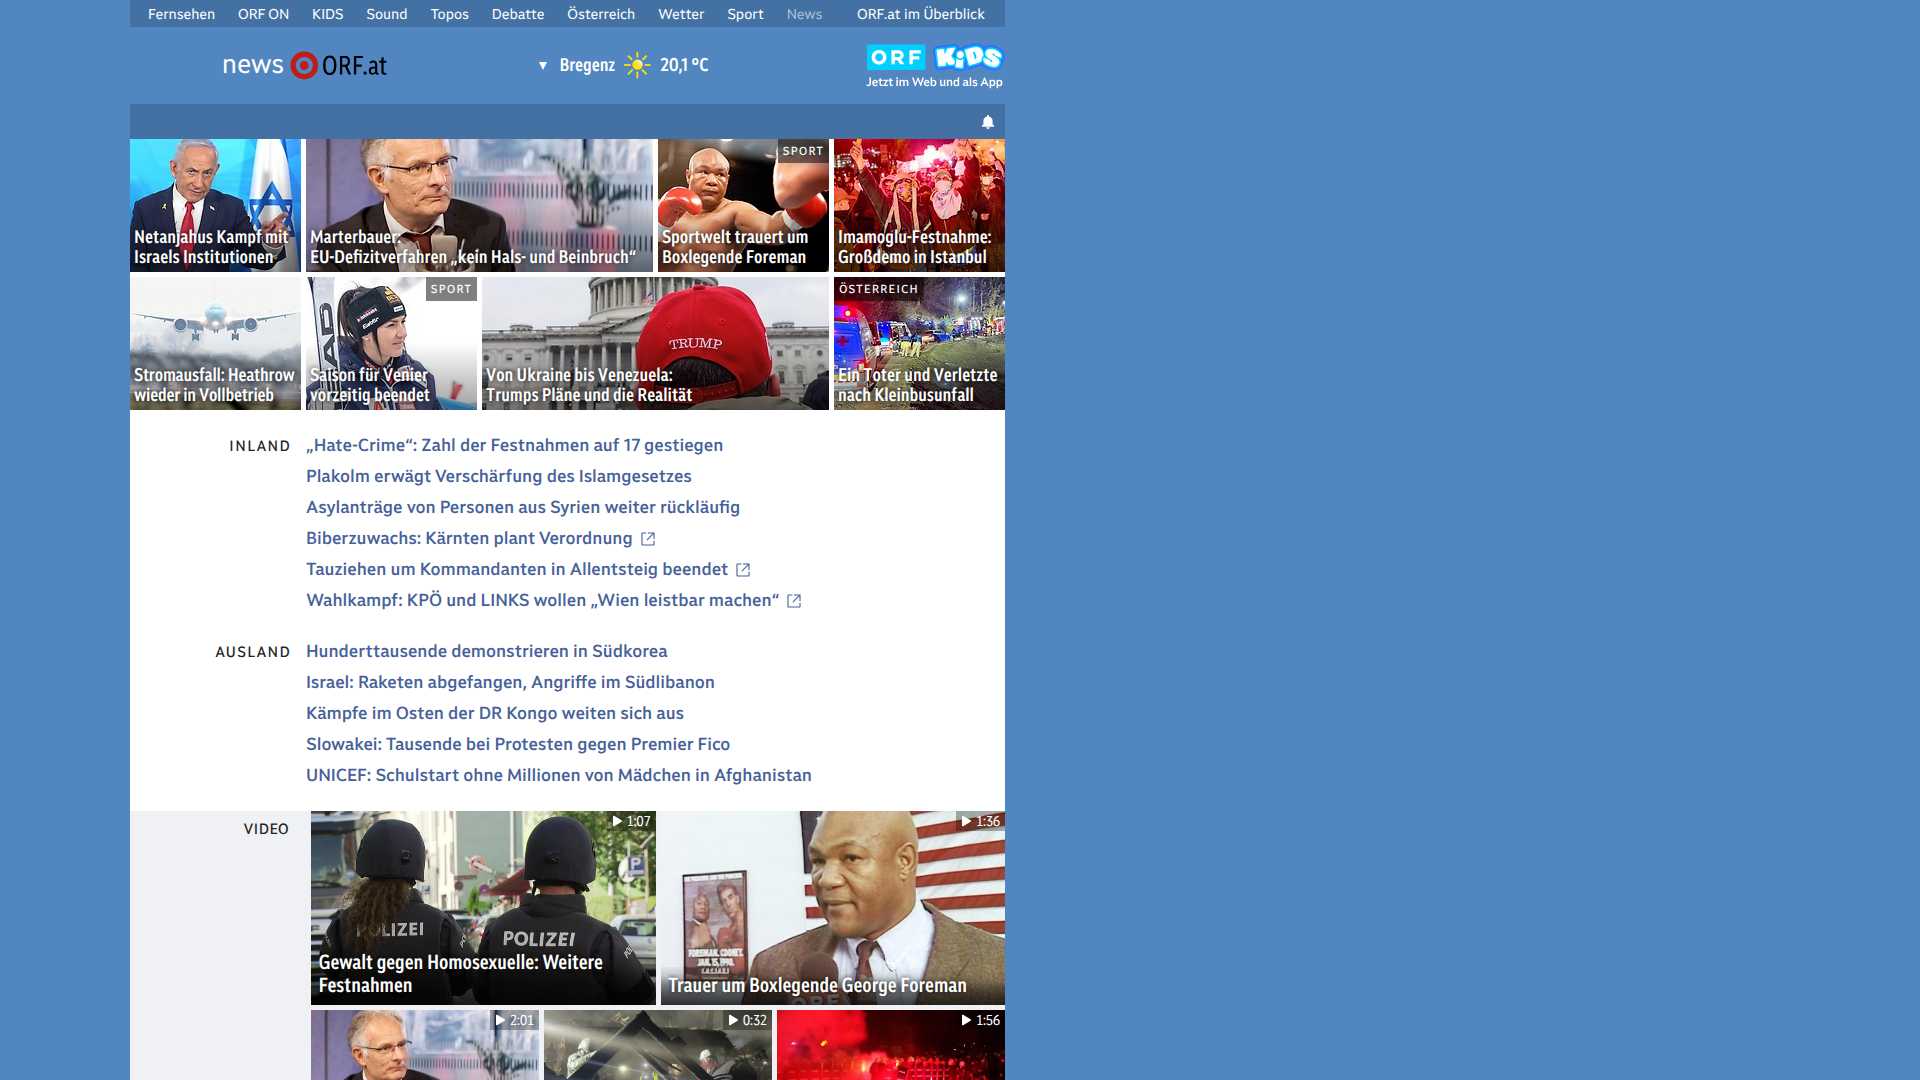 Fernsehen ORF ON KIDS Sound Topos Debatte Österreich Wetter Sport News ORF.at im Überblick
news ORF.at
Bregenz 20,1 °C
ORF KiDS
Jetzt im Web und als App
Netanjahus Kampf mit
Israels Institutionen
Marterbauer:
EU-Defizitverfahren „kein Hals- und Beinbruch“
SPORT
Sportwelt trauert um
Boxlegende Foreman
Imamoglu-Festnahme:
Großdemo in Istanbul
Stromausfall: Heathrow
wieder in Vollbetrieb
SPORT
Saison für Venier
vorzeitig beendet
TRUMP
Von Ukraine bis Venezuela:
Trumps Pläne und die Realität
ÖSTERREICH
Ein Toter und Verletzte
nach Kleinbusunfall
INLAND
„Hate-Crime“: Zahl der Festnahmen auf 17 gestiegen
Plakolm erwägt Verschärfung des Islamgesetzes
Asylanträge von Personen aus Syrien weiter rückläufig
Biberzuwachs: Kärnten plant Verordnung
Tauziehen um Kommandanten in Allentsteig beendet
Wahlkampf: KPÖ und LINKS wollen „Wien leistbar machen“
AUSLAND
Hunderttausende demonstrieren in Südkorea
Israel: Raketen abgefangen, Angriffe im Südlibanon
Kämpfe im Osten der DR Kongo weiten sich aus
Slowakei: Tausende bei Protesten gegen Premier Fico
UNICEF: Schulstart ohne Millionen von Mädchen in Afghanistan
VIDEO
1:07
POLIZEI
POLIZEI
Gewalt gegen Homosexuelle: Weitere
Festnahmen
1:36
FOREMAN. COONEY.
JAN. 15, 1990.
CAESARS
Trauer um Boxlegende George Foreman
2:01
0:32
1:56